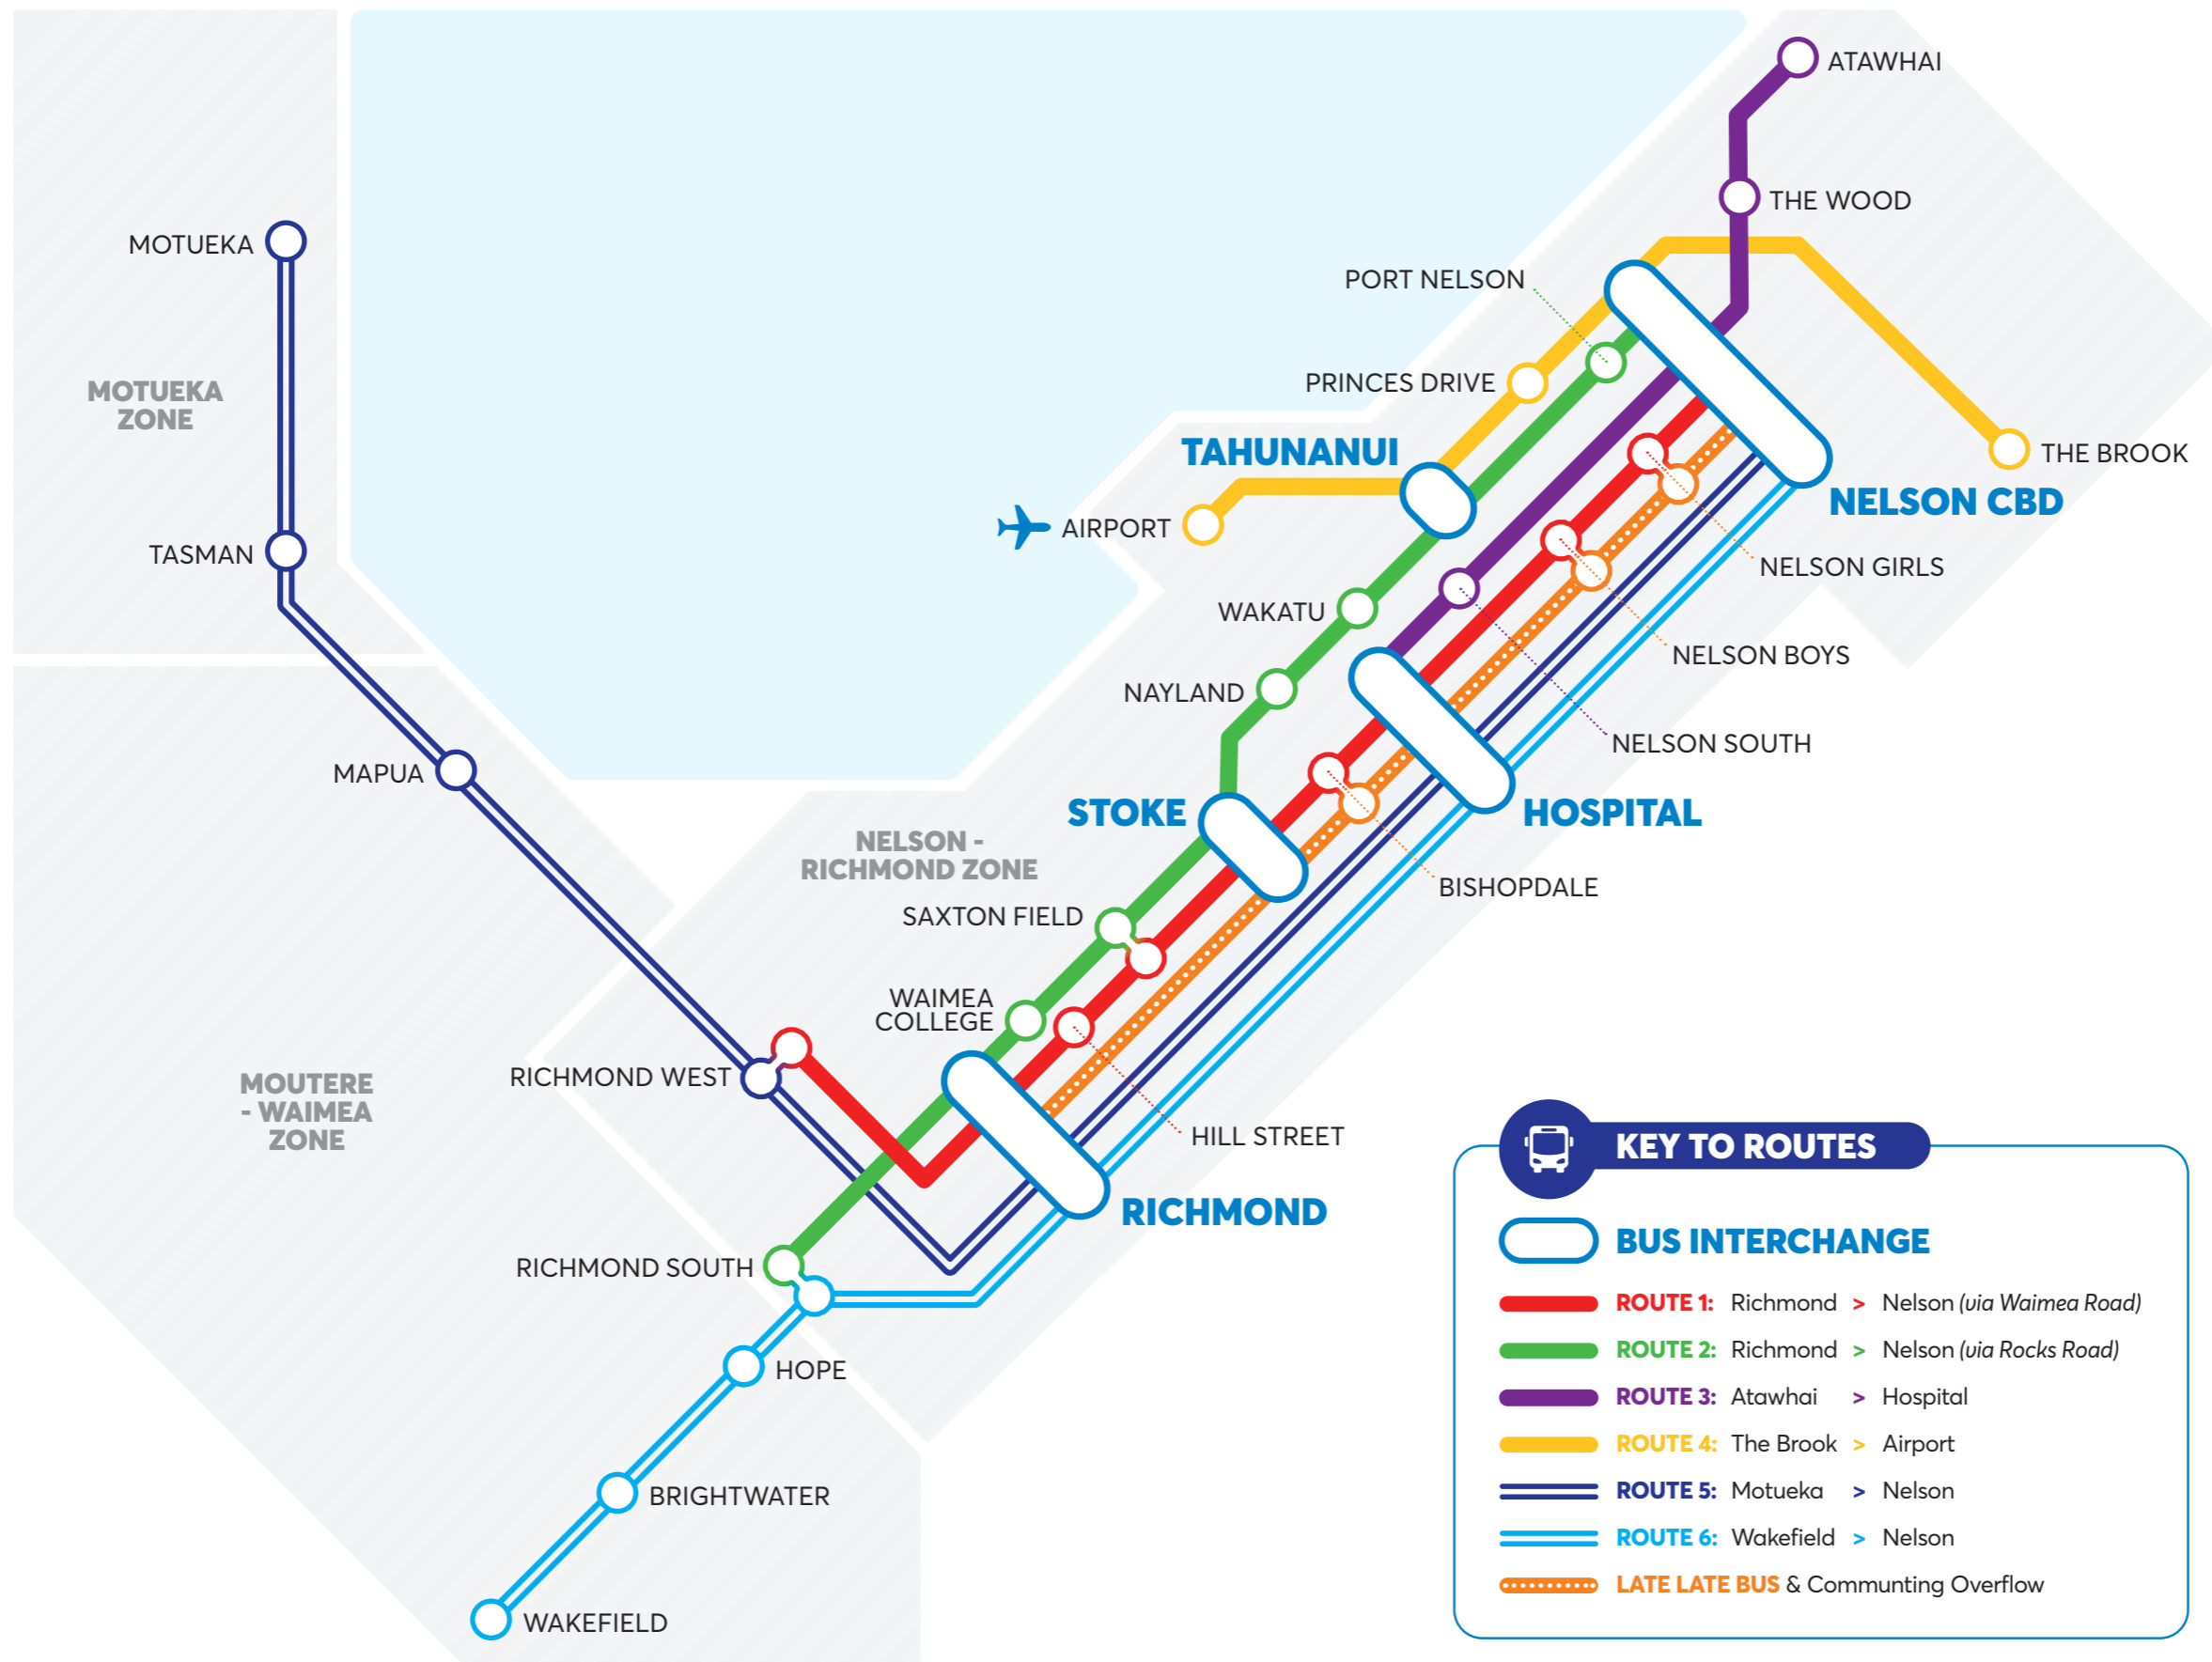 ATAWHAI
THE WOOD
MOTUEKA
PORT NELSON
PRINCES DRIVE
MOTUEKA
ZONE
TAHUNANUI
THE BROOK
NELSON CBD
AIRPORT
TASMAN
NELSON GIRLS
WAKATU
NELSON BOYS
NAYLAND
NELSON SOUTH
MAPUA
STOKE
HOSPITAL
NELSON -
RICHMOND ZONE
BISHOPDALE
SAXTON FIELD
WAIMEA
COLLEGE
RICHMOND WEST
MOUTERE
- WAIMEA
ZONE
HILL STREET
RICHMOND
RICHMOND SOUTH
HOPE
BRIGHTWATER
WAKEFIELD
KEY TO ROUTES
BUS INTERCHANGE
ROUTE 1: Richmond > Nelson (via Waimea Road)
ROUTE 2: Richmond > Nelson (via Rocks Road)
ROUTE 3: Atawhai > Hospital
ROUTE 4: The Brook > Airport
ROUTE 5: Motueka > Nelson
ROUTE 6: Wakefield > Nelson
LATE LATE BUS & Communting Overflow